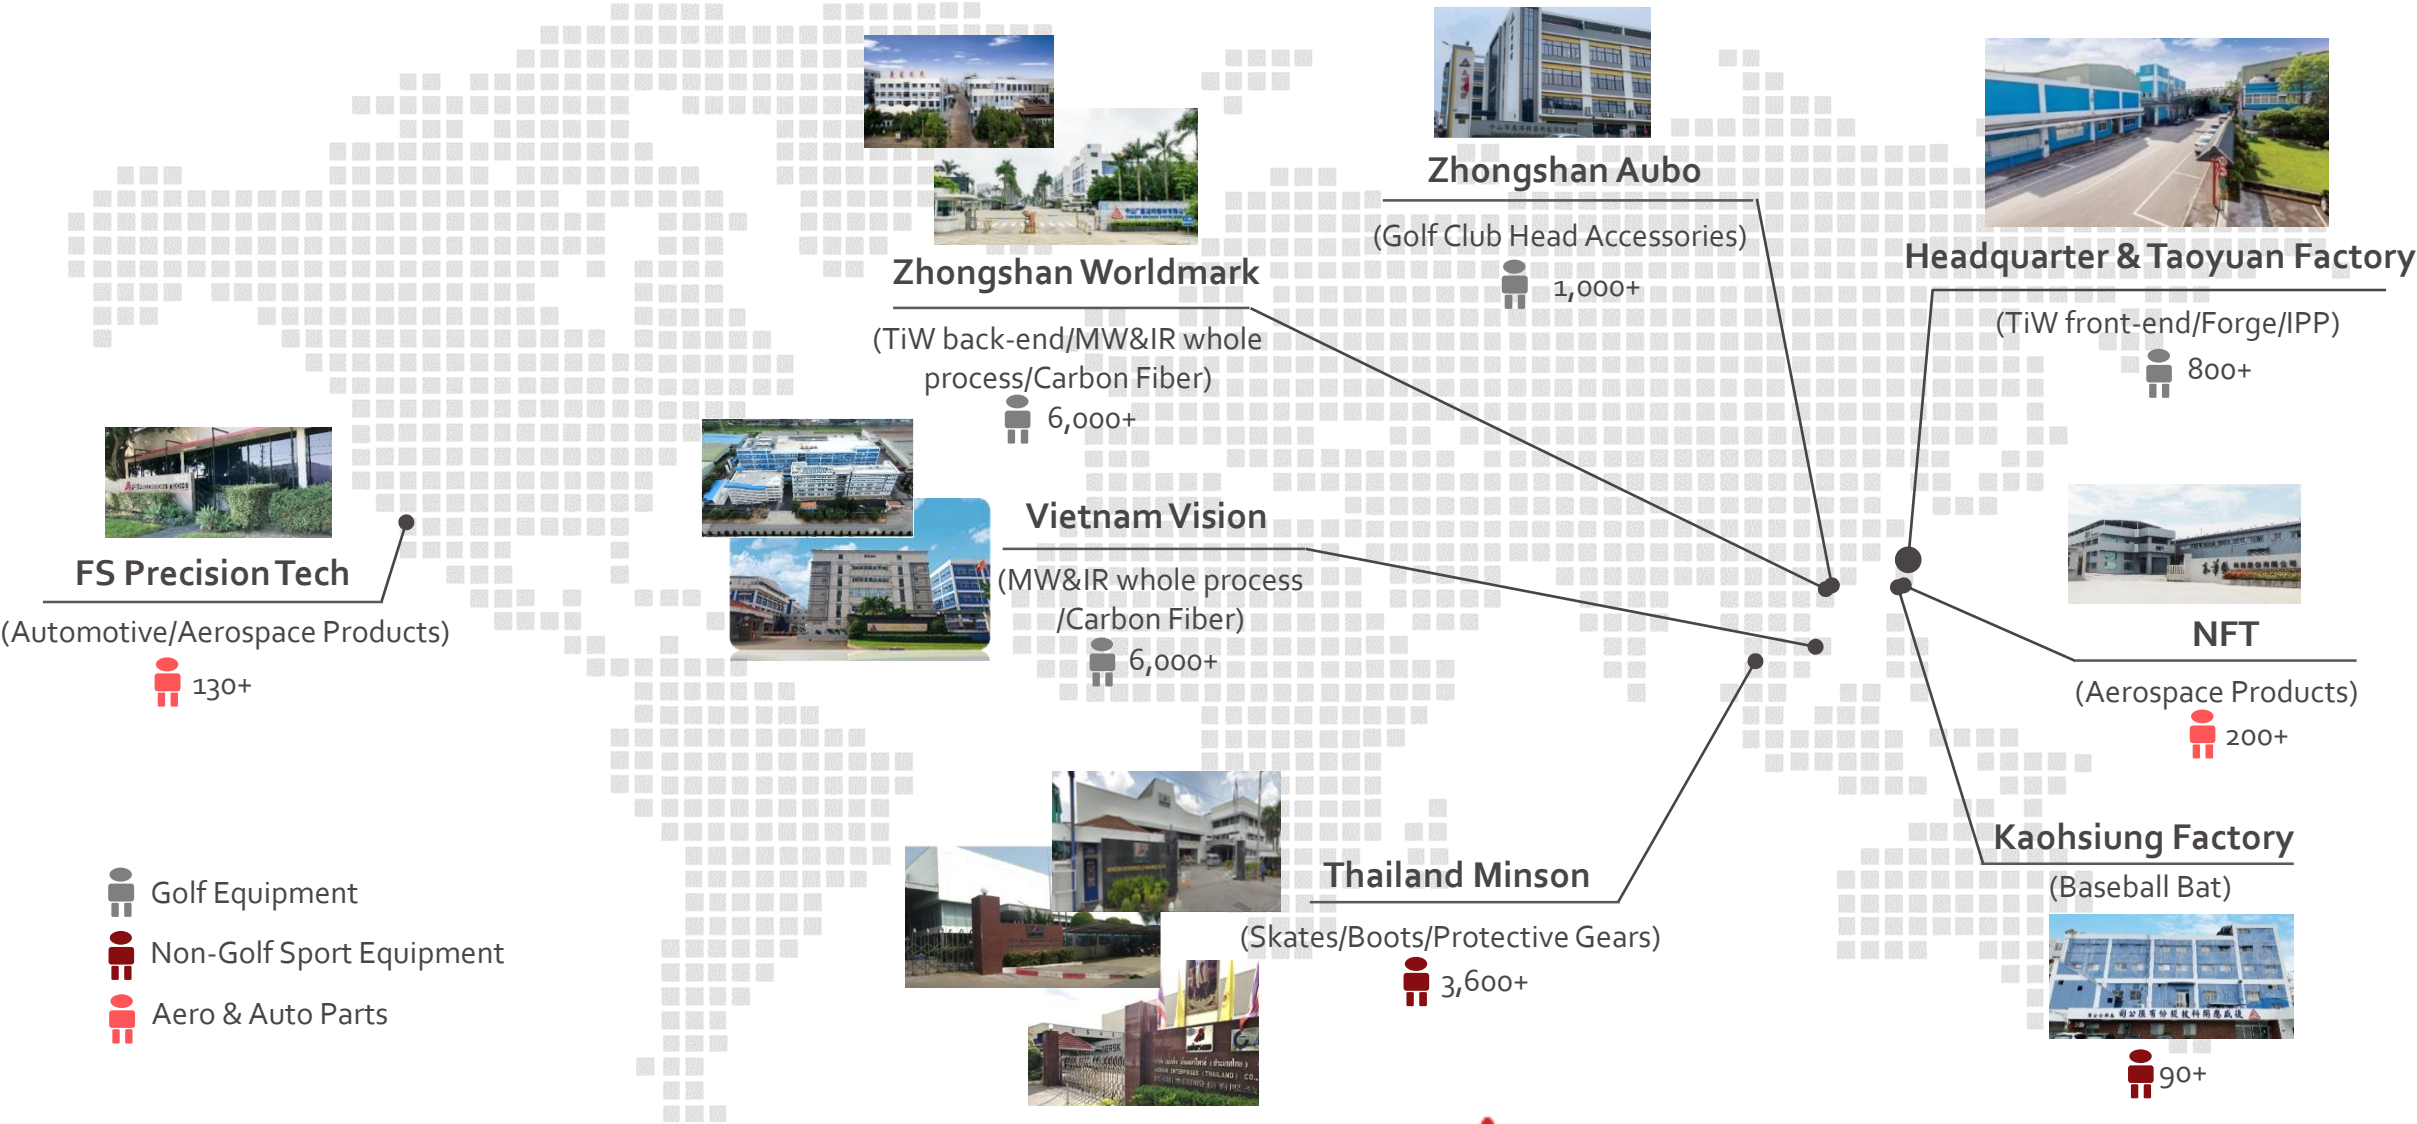 Zhongshan Aubo
(Golf Club Head Accessories)
1,000+
Headquarter & Taoyuan Factory
(TiW front-end/Forge/IPP)
800+
Zhongshan Worldmark
(TiW back-end/MW&IR whole
process/Carbon Fiber)
6,000+
FS PRECISION TECH
FS Precision Tech
(Automotive/Aerospace Products)
130+
Vietnam Vision
(MW&IR whole process
/Carbon Fiber)
6,000+
NFT
(Aerospace Products)
200+
Kaohsiung Factory
(Baseball Bat)
90+
Thailand Minson
(Skates/Boots/Protective Gears)
3,600+
Golf Equipment
Non-Golf Sport Equipment
Aero & Auto Parts